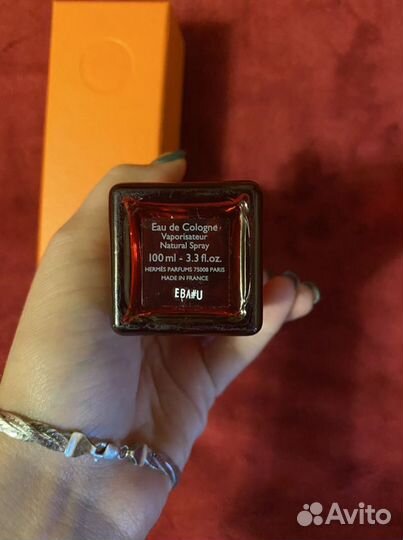 Eau de Cologne
Vaporisateur
Natural Spray
100 ml - 3.3 fl.oz.
HERMÈS PARFUMS 75008 PARIS
MADE IN FRANCE
EBA#U
Avito